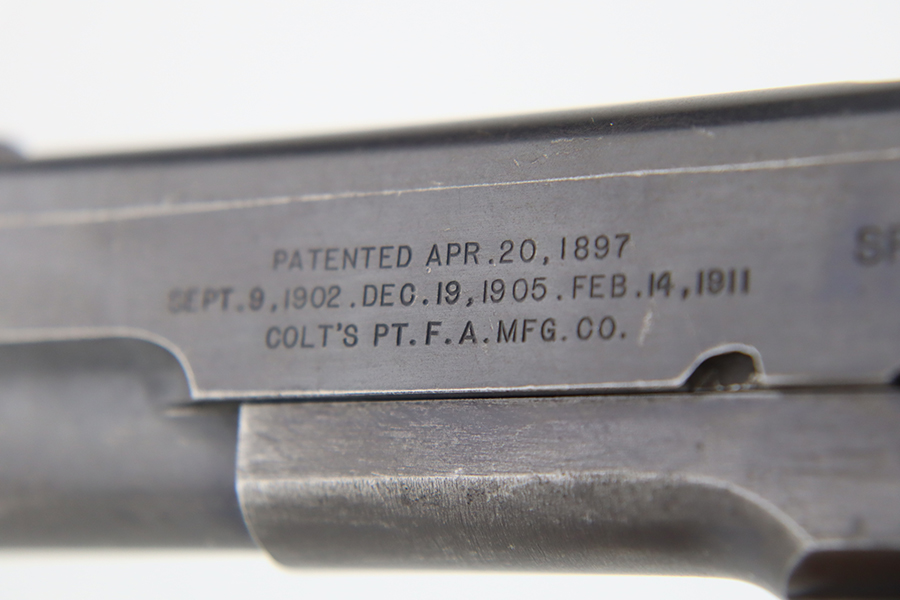 PATENTED APR.20,1897
SEPT.9,1902.DEC.19,1905.FEB.14,1911
COLT'S PT.F.A.MFG.CO.